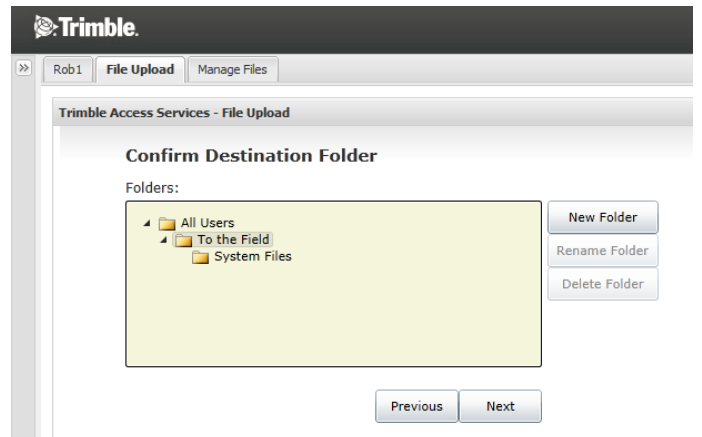 Trimble.
Rob1 File Upload Manage Files
Trimble Access Services - File Upload
Confirm Destination Folder
Folders:
All Users
To the Field
System Files
New Folder
Rename Folder
Delete Folder
Previous Next